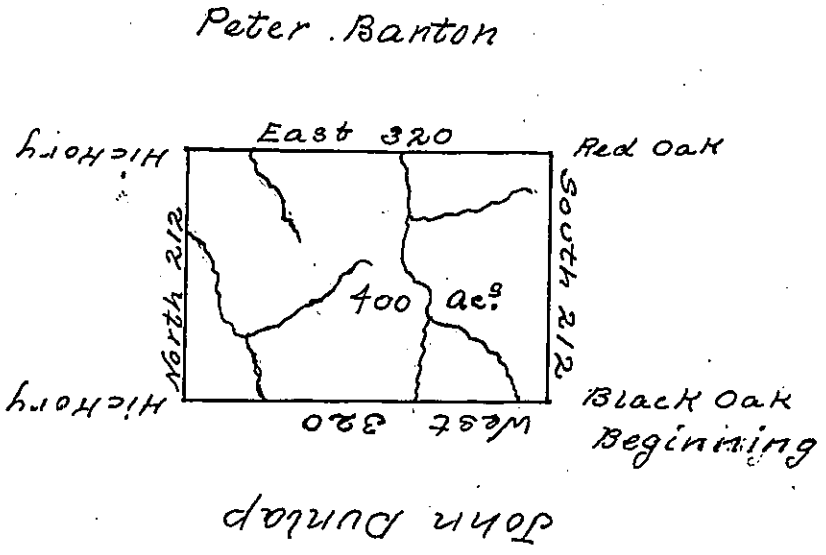 Peter Banton
East 320
Hickory
Red Oak
North 212
South 212
400 Acs.
Hickory
West 320
Black Oak
Beginning
John Dunlap